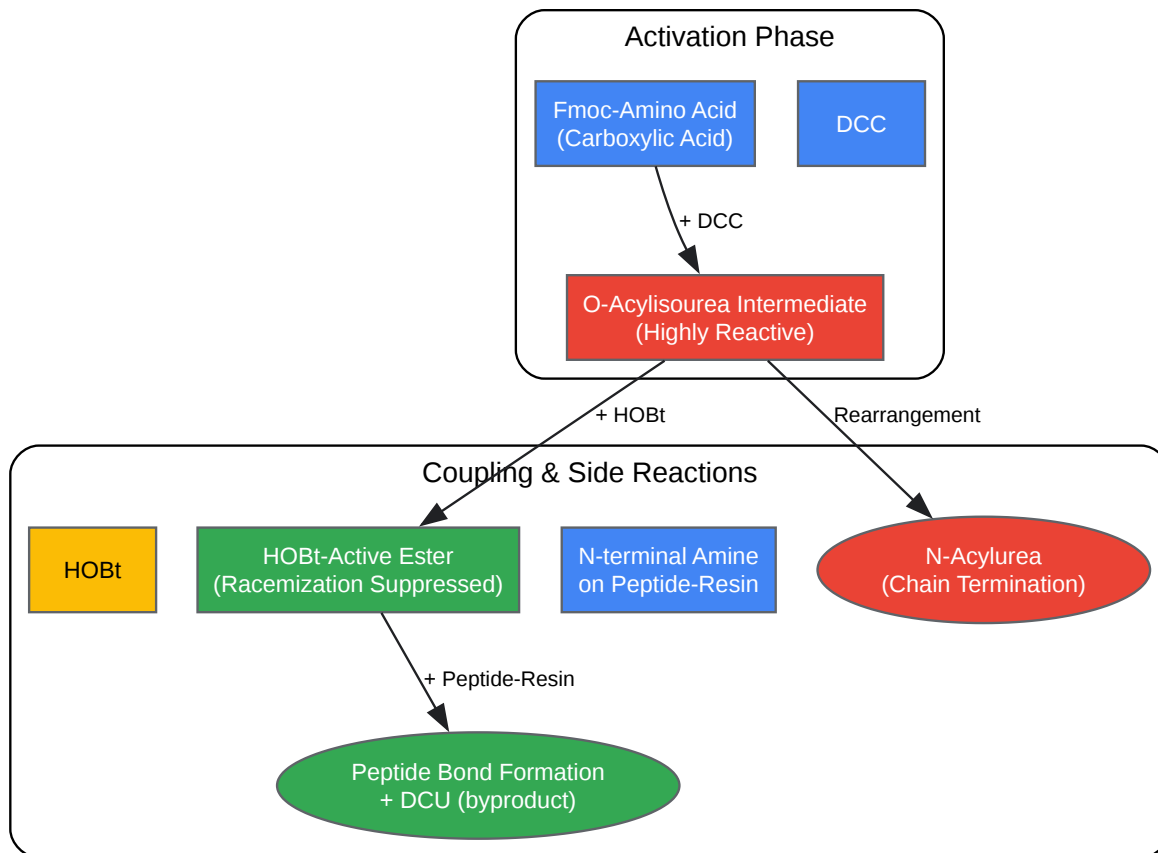 Activation Phase
Fmoc-Amino Acid
(Carboxylic Acid)
DCC
+ DCC
O-Acylisourea Intermediate
(Highly Reactive)
+ HOBt
Rearrangement
Coupling & Side Reactions
HOBt
HOBt-Active Ester
(Racemization Suppressed)
N-terminal Amine
on Peptide-Resin
N-Acylurea
(Chain Termination)
+ Peptide-Resin
Peptide Bond Formation
+ DCU (byproduct)